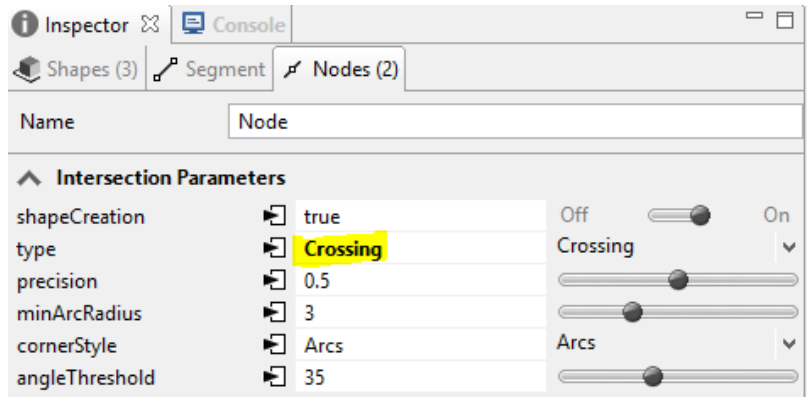 Inspector Console
Shapes (3) Segment Nodes (2)
Name Node
Intersection Parameters
shapeCreation true Off On
type Crossing Crossing
precision 0.5
minArcRadius 3
cornerStyle Arcs Arcs
angleThreshold 35